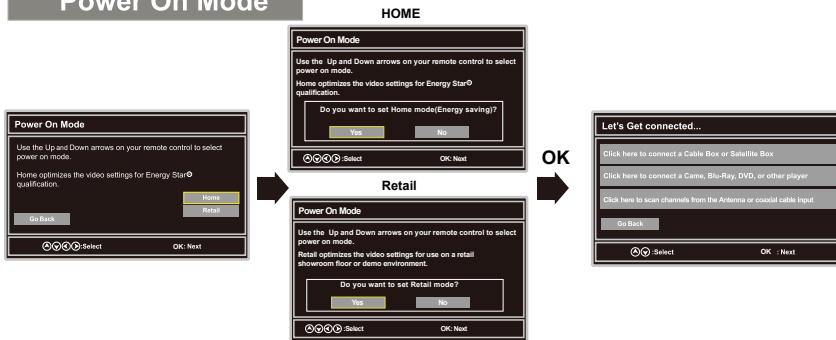 Power On Mode
Power On Mode
Use the Up and Down arrows on your remote control to select
power on mode.
Home optimizes the video settings for Energy Star
qualification.
Home
Retail
Go Back
:Select OK: Next
HOME
Power On Mode
Use the Up and Down arrows on your remote control to select
power on mode.
Home optimizes the video settings for Energy Star
qualification.
Do you want to set Home mode(Energy saving)?
Yes No
:Select OK: Next
Retail
Power On Mode
Use the Up and Down arrows on your remote control to select
power on mode.
Retail optimizes the video settings for use on a retail
showroom floor or demo environment.
Do you want to set Retail mode?
Yes No
:Select OK: Next
OK
Let's Get connected...
Click here to connect a Cable Box or Satellite Box
Click here to connect a Came, Blu-Ray, DVD, or other player
Click here to scan channels from the Antenna or coaxial cable input
Go Back
:Select OK : Next